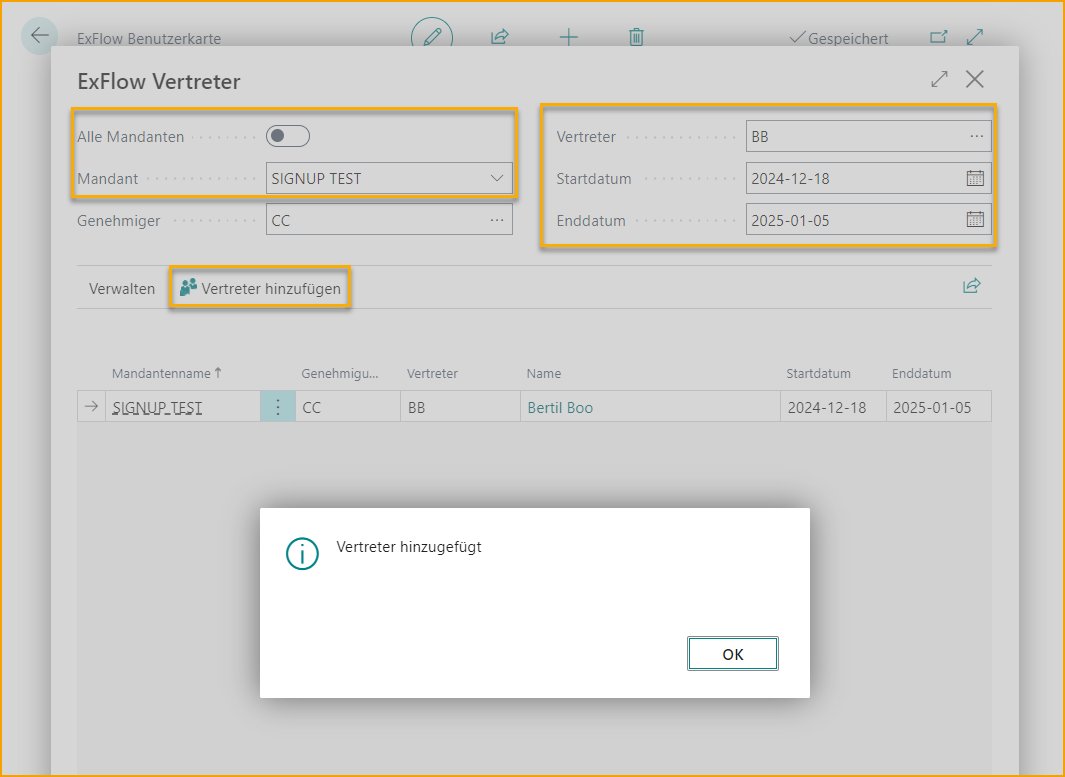 ExFlow Benutzerkarte
Gespeichert
ExFlow Vertreter
Alle Mandanten
Mandant SIGNUP TEST
Genehmiger CC
Vertreter BB
Startdatum 2024-12-18
Enddatum 2025-01-05
Verwalten Vertreter hinzufügen
Mandantenname Genehmigu... Vertreter Name Startdatum Enddatum
SIGNUP TEST CC BB Bertil Boo 2024-12-18 2025-01-05
Vertreter hinzugefügt
OK